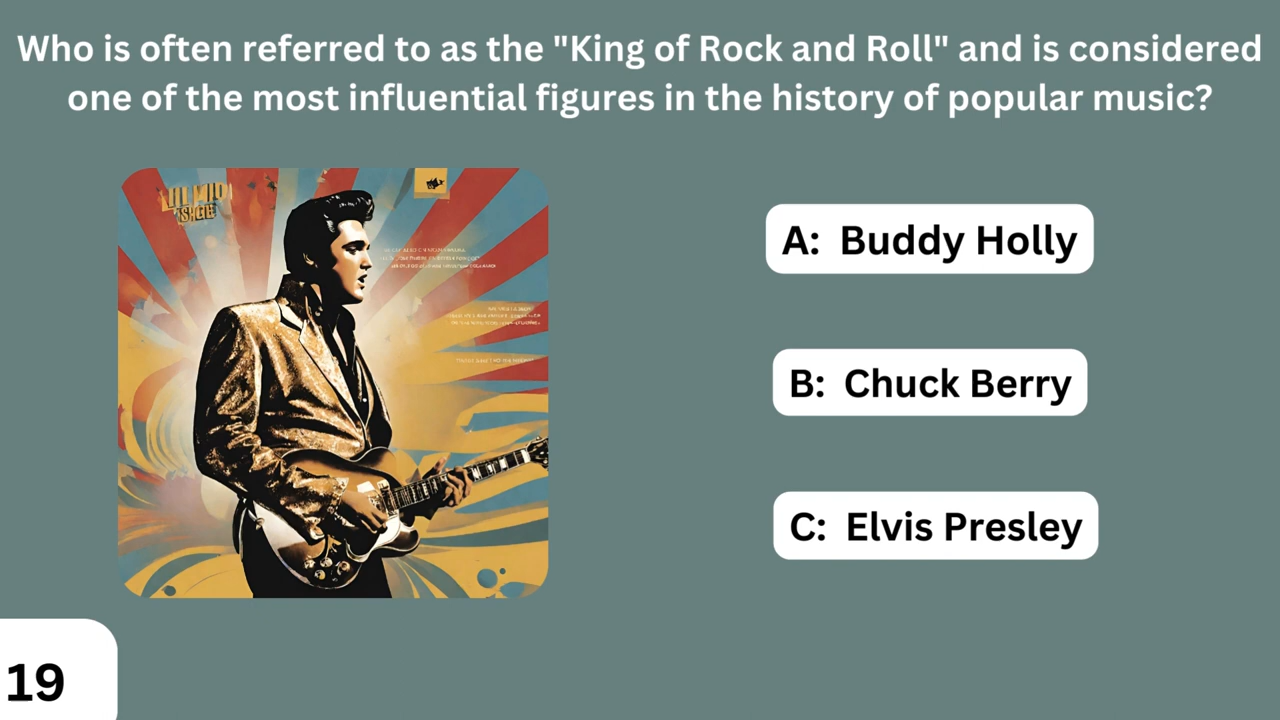 Who is often referred to as the "King of Rock and Roll" and is considered
one of the most influential figures in the history of popular music?
A: Buddy Holly
B: Chuck Berry
C: Elvis Presley
19